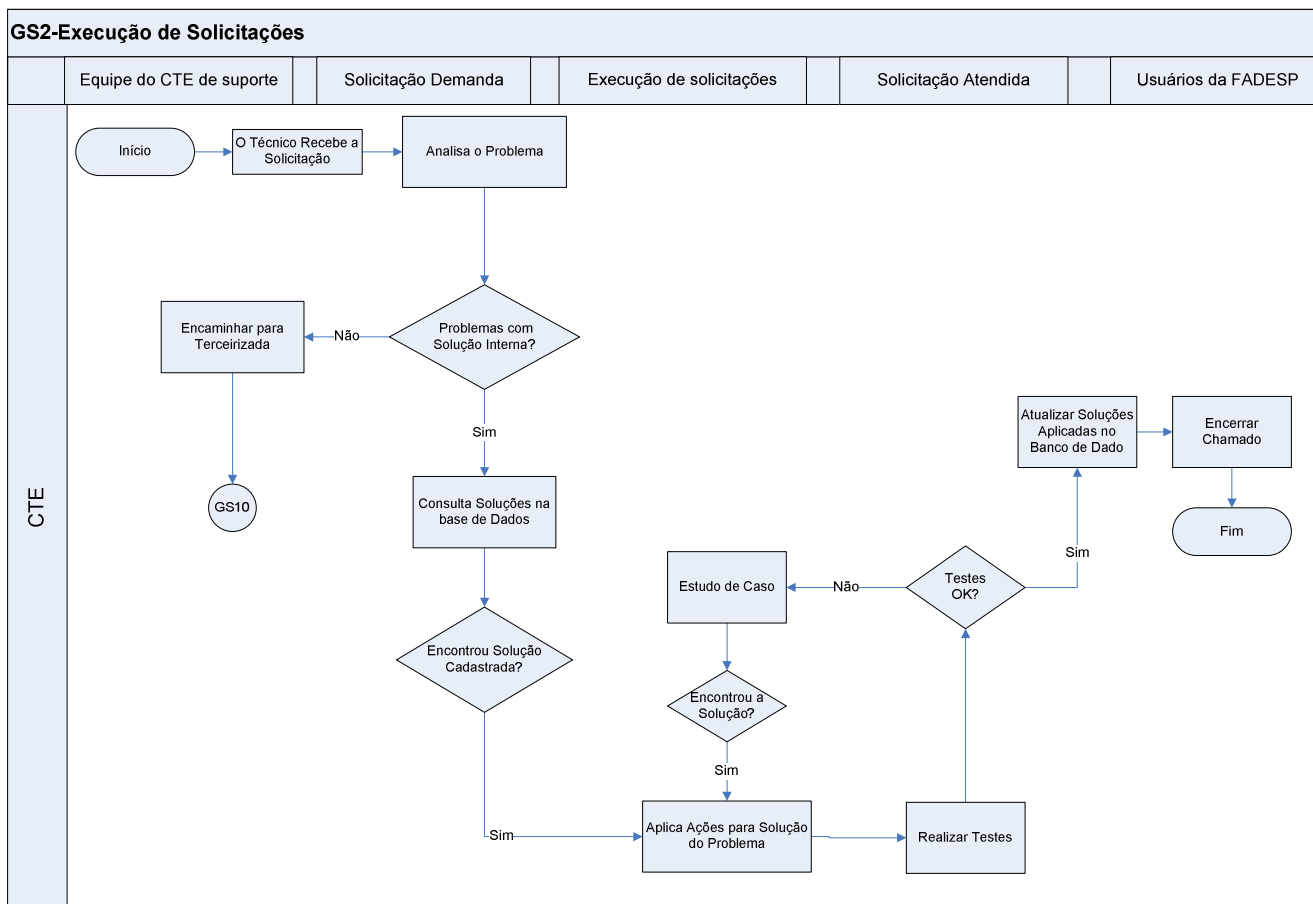 GS2-Execução de Solicitações
Equipe do CTE de suporte
Solicitação Demanda
Execução de solicitações
Solicitação Atendida
Usuários da FADESP
CTE
Início
O Técnico Recebe a
Solicitação
Analisa o Problema
Problemas com
Solução Interna?
Não
Encaminhar para
Terceirizada
GS10
Sim
Consulta Soluções na
base de Dados
Encontrou Solução
Cadastrada?
Sim
Estudo de Caso
Encontrou a
Solução?
Sim
Aplica Ações para Solução
do Problema
Realizar Testes
Testes
OK?
Não
Sim
Atualizar Soluções
Aplicadas no
Banco de Dado
Encerrar
Chamado
Fim